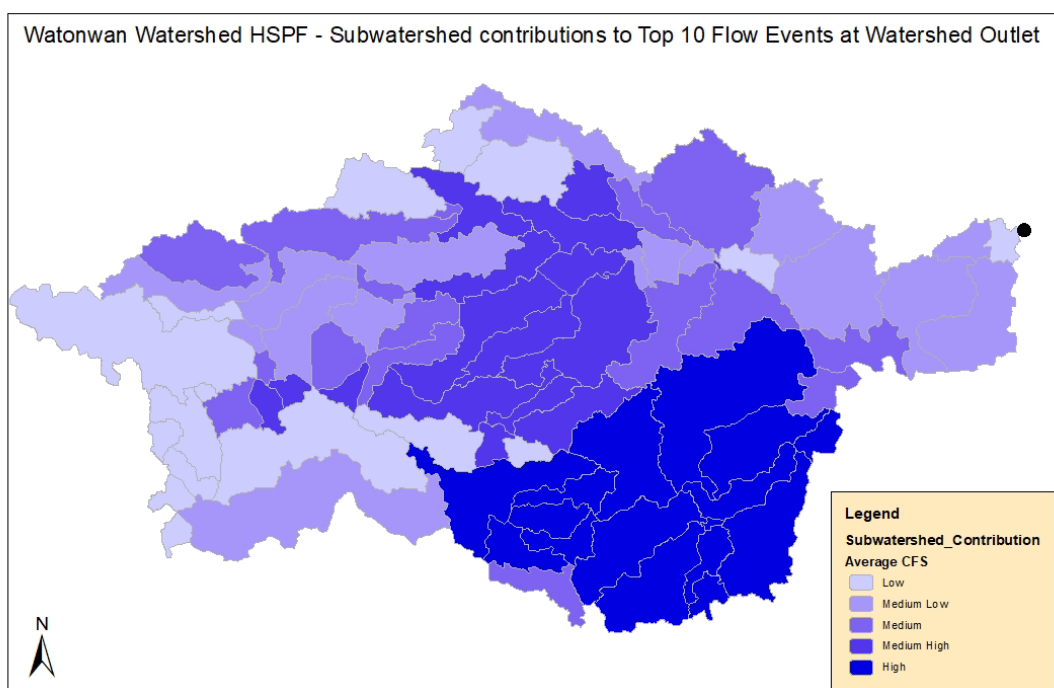 Watonwan Watershed HSPF - Subwatershed contributions to Top 10 Flow Events at Watershed Outlet
N
Legend
Subwatershed_Contribution
Average CFS
Low
Medium Low
Medium
Medium High
High